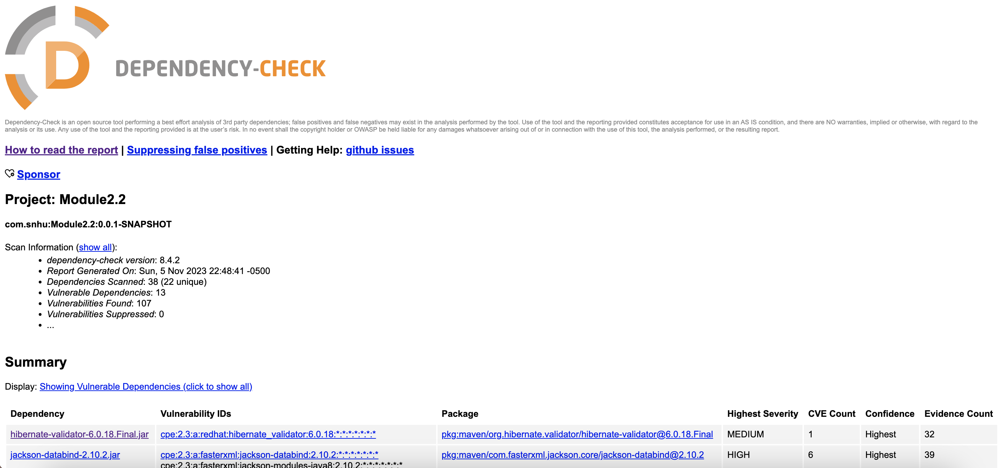 DEPENDENCY-CHECK
Dependency-Check is an open source tool performing a best effort analysis of 3rd party dependencies; false positives and false negatives may exist in the analysis performed by the tool. Use of the tool and the reporting provided constitutes acceptance for use in an AS IS condition, and there are NO warranties, implied or otherwise, with regard to the
analysis or its use. Any use of the tool and the reporting provided is at the user’s risk. In no event shall the copyright holder or OWASP be held liable for any damages whatsoever arising out of or in connection with the use of this tool, the analysis performed, or the resulting report.
How to read the report | Suppressing false positives | Getting Help: github issues
Sponsor
Project: Module2.2
com.snhu:Module2.2:0.0.1-SNAPSHOT
Scan Information (show all):
• dependency-check version: 8.4.2
• Report Generated On: Sun, 5 Nov 2023 22:48:41 -0500
• Dependencies Scanned: 38 (22 unique)
• Vulnerable Dependencies: 13
• Vulnerabilities Found: 107
• Vulnerabilities Suppressed: 0
• ...
Summary
Display: Showing Vulnerable Dependencies (click to show all)
Dependency Vulnerability IDs Package Highest Severity CVE Count Confidence Evidence Count
hibernate-validator-6.0.18.Final.jar cpe:2.3:a:redhat:hibernate_validator:6.0.18:*:*:*:*:*:*:* pkg:maven/org.hibernate.validator/hibernate-validator@6.0.18.Final MEDIUM 1 Highest 32
jackson-databind-2.10.2.jar cpe:2.3:a:fasterxml:jackson-databind:2.10.2:*:*:*:*:*:*:* pkg:maven/com.fasterxml.jackson.core/jackson-databind@2.10.2 HIGH 6 Highest 39
cpe:2.3:a:fasterxml:jackson-modules-java8:2.10.2:*:*:*:*:*:*:*